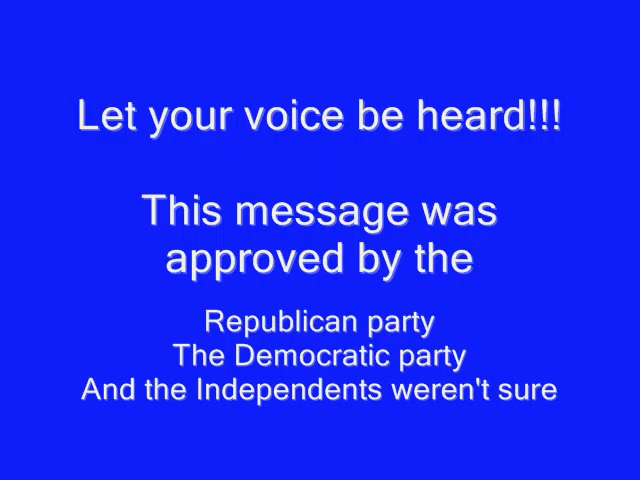 Let your voice be heard!!!
This message was
approved by the
Republican party
The Democratic party
And the Independents weren't sure